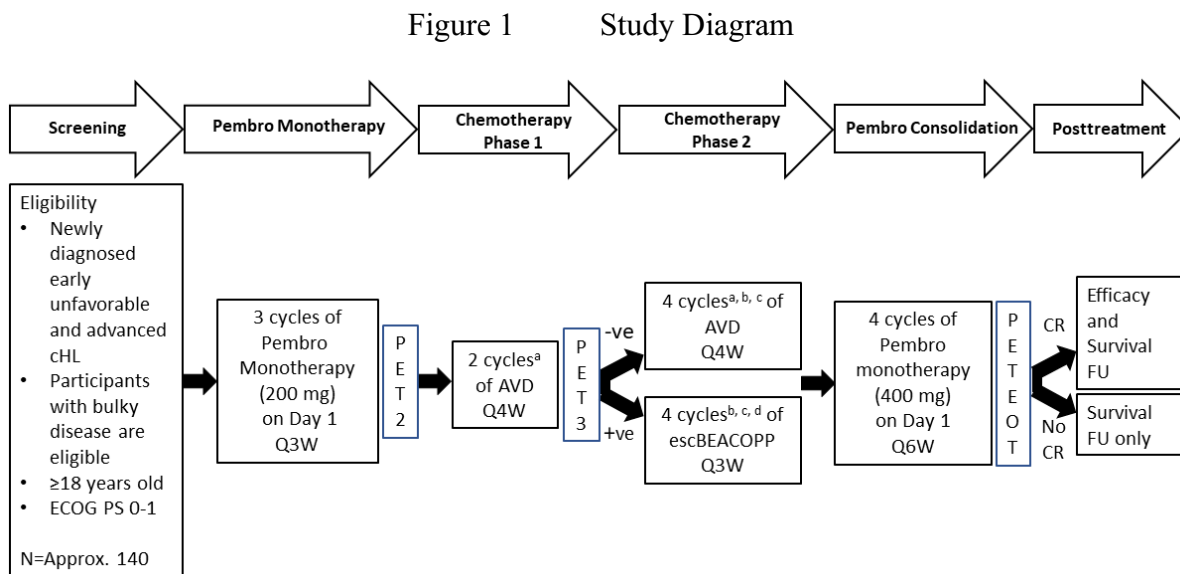 Figure 1 Study Diagram
Screening
Pembro Monotherapy
Chemotherapy
Phase 1
Chemotherapy
Phase 2
Pembro Consolidation
Posttreatment
Eligibility
• Newly
diagnosed
early
unfavorable
and advanced
cHL
• Participants
with bulky
disease are
eligible
• ≥18 years old
• ECOG PS 0-1
N=Approx. 140
3 cycles of
Pembro
Monotherapy
(200 mg)
on Day 1
Q3W
P
E
T
2
2 cycles^a
of AVD
Q4W
P
E
T
3
-ve
+ve
4 cycles^a, b, c of
AVD
Q4W
4 cycles^b, c, d of
escBEACOPP
Q3W
4 cycles of
Pembro
monotherapy
(400 mg)
on Day 1
Q6W
P
E
T
E
O
T
CR
No
CR
Efficacy
and
Survival
FU
Survival
FU only